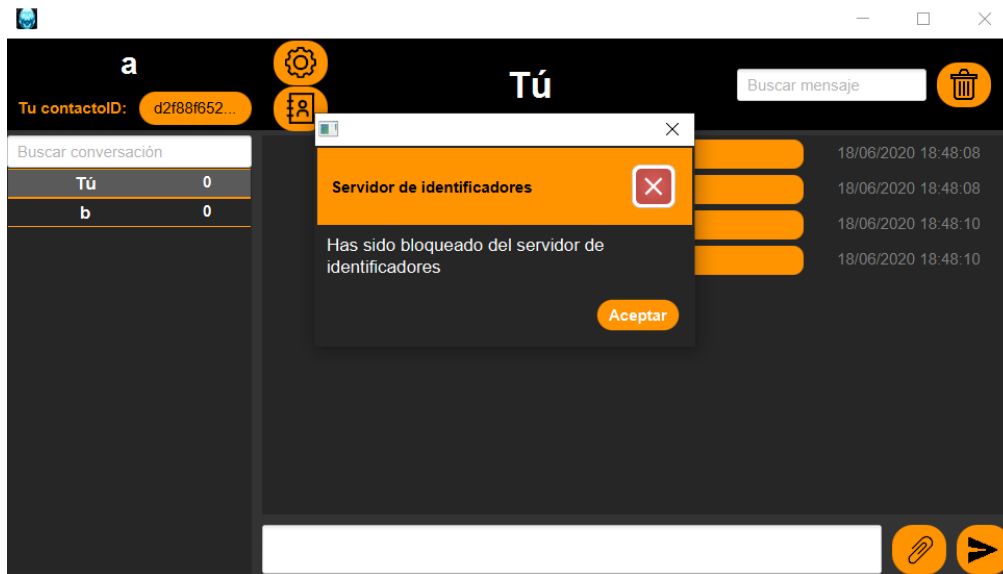 a
Tu contactoID: d2f88f652...
Tú
Buscar mensaje
Buscar conversación
Tú 0
b 0
18/06/2020 18:48:08
18/06/2020 18:48:08
18/06/2020 18:48:10
18/06/2020 18:48:10
Servidor de identificadores
Has sido bloqueado del servidor de
identificadores
Aceptar